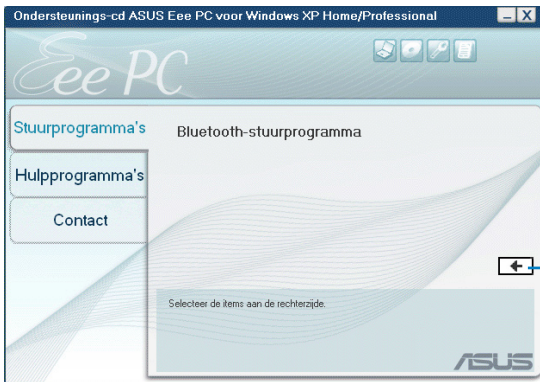 Ondersteunings-cd ASUS Eee PC voor Windows XP Home/Professional
Eee PC
Stuurprogramma's
Bluetooth-stuurprogramma
Hulpprogramma's
Contact
Selecteer de items aan de rechterzijde.
ASUS